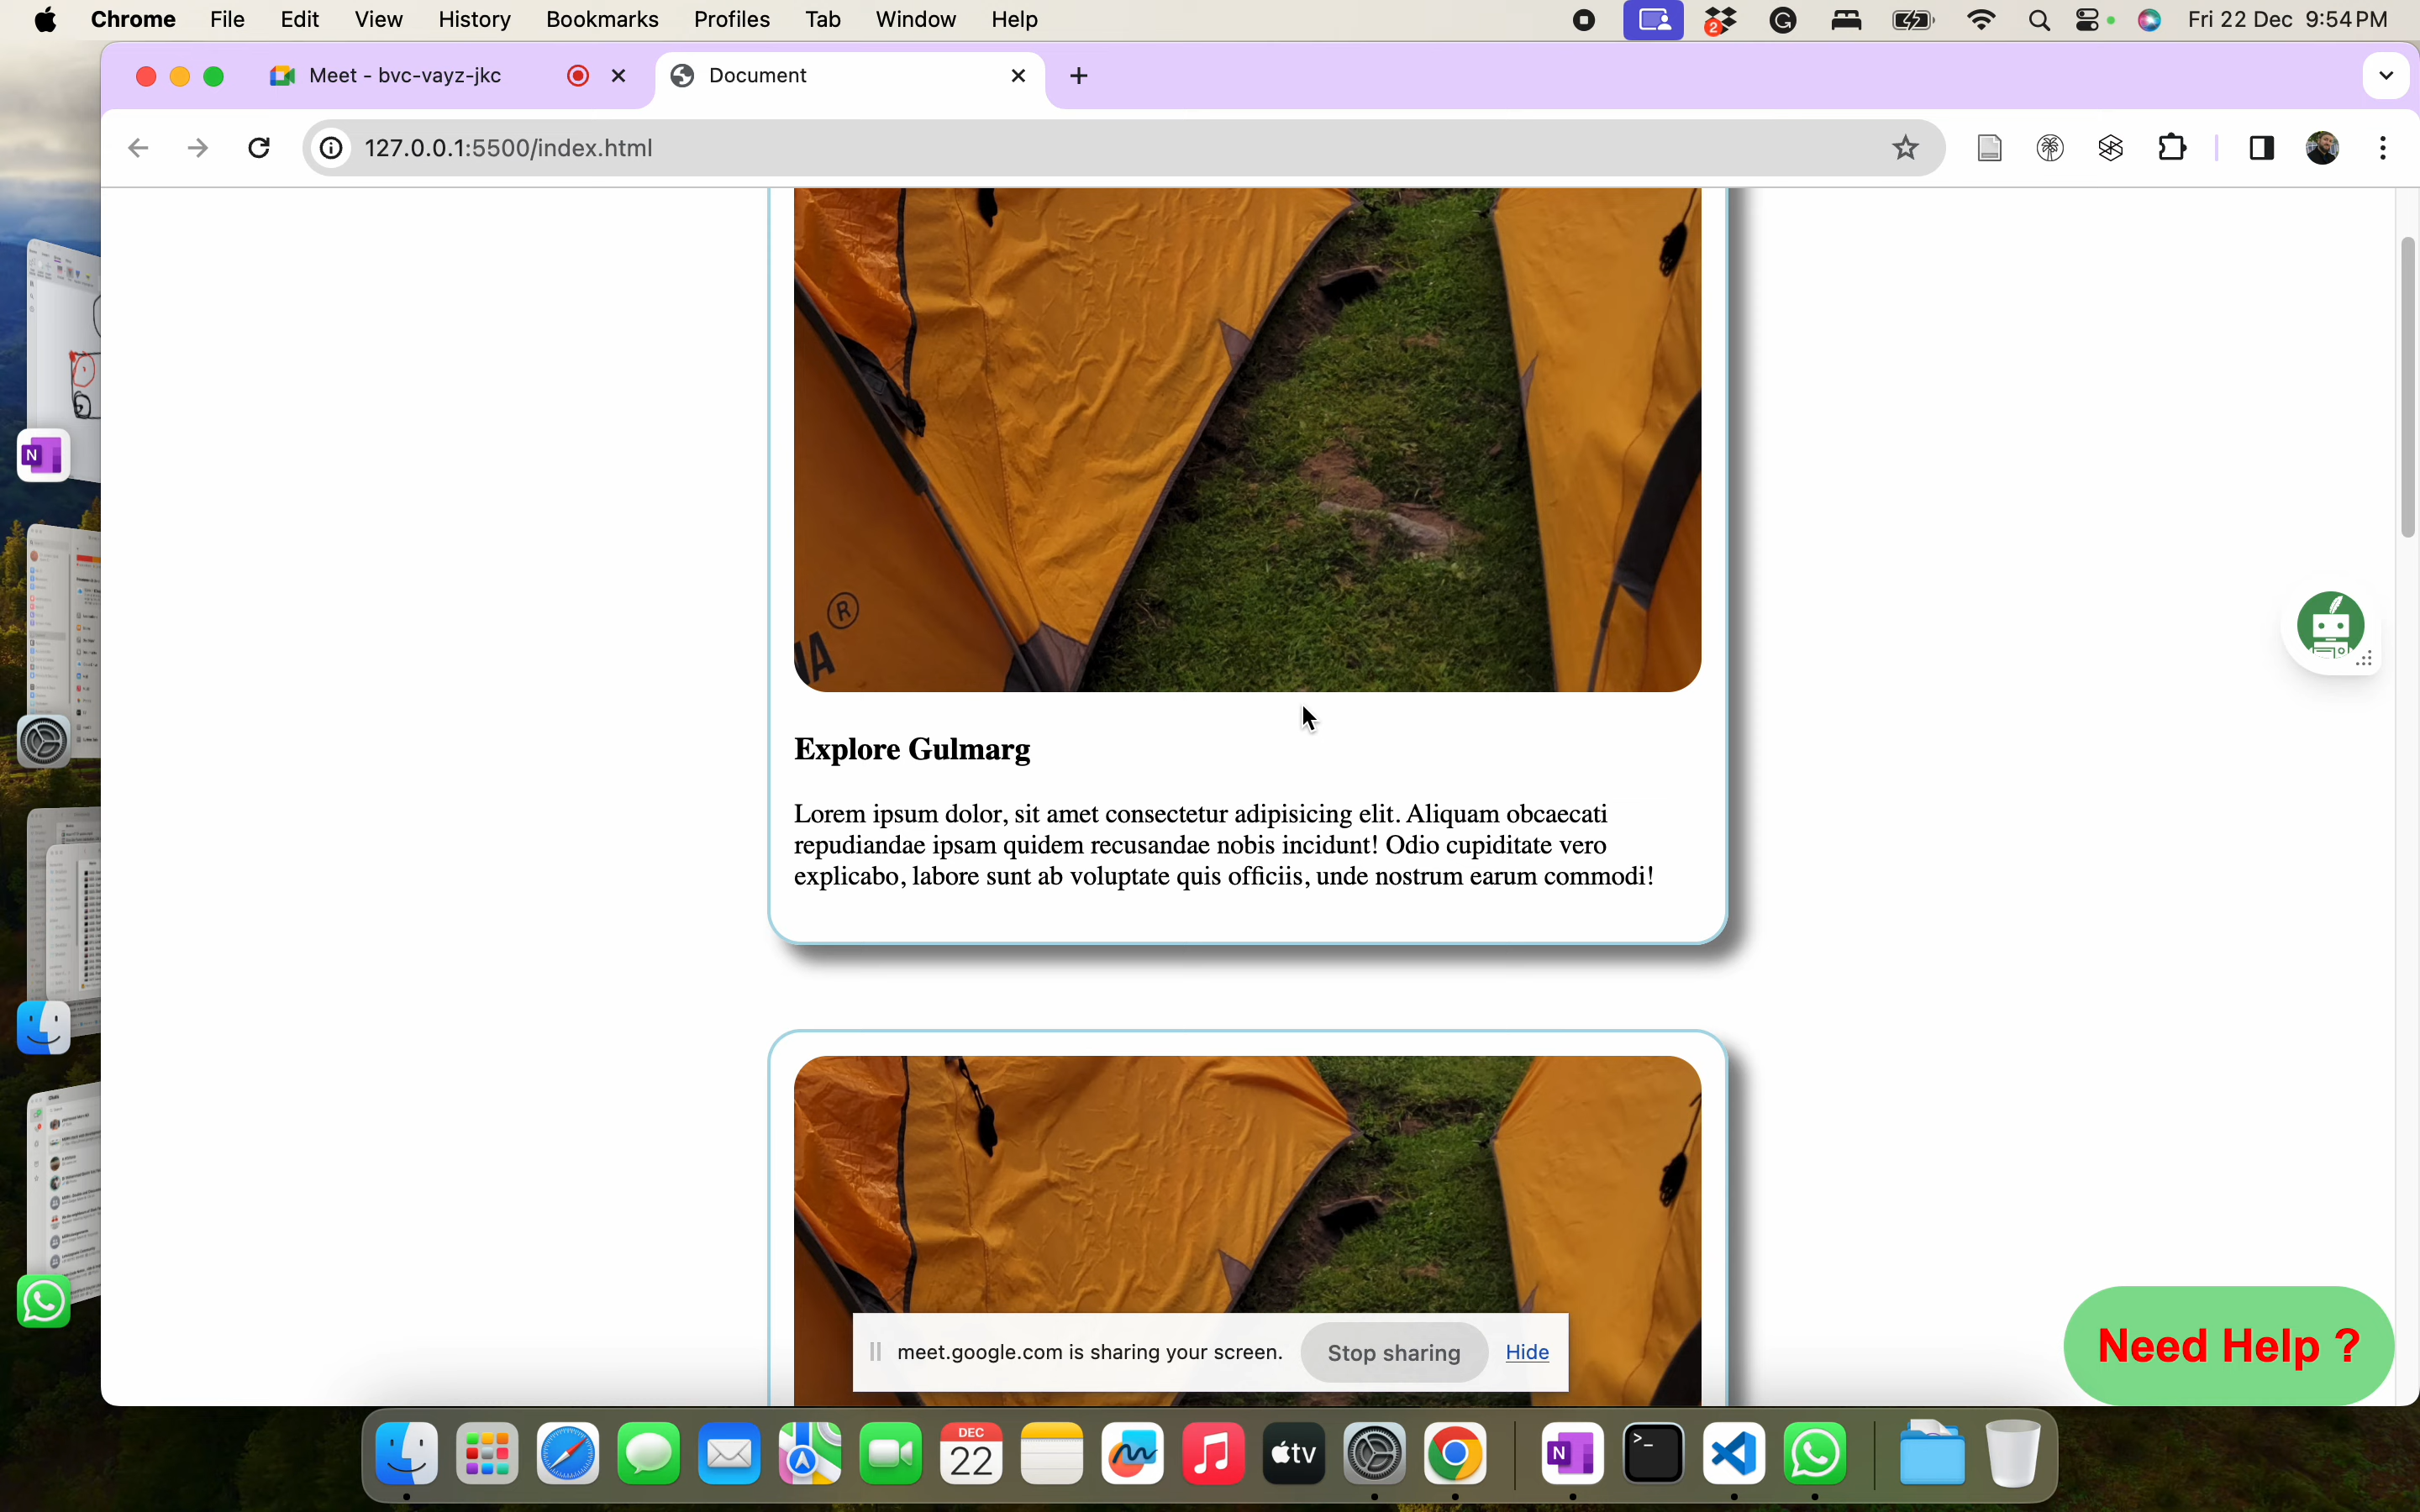 Chrome File Edit View History Bookmarks Profiles Tab Window Help 2 Fri 22 Dec 9:54 PM
Meet - bvc-vayz-jkc Document
127.0.0.1:5500/index.html
®
NA
Explore Gulmarg
Lorem ipsum dolor, sit amet consectetur adipisicing elit. Aliquam obcaecati
repudiandae ipsam quidem recusandae nobis incidunt! Odio cupiditate vero
explicabo, labore sunt ab voluptate quis officiis, unde nostrum earum commodi!
meet.google.com is sharing your screen. Stop sharing Hide
Need Help ?
DEC
22
tv
N
N